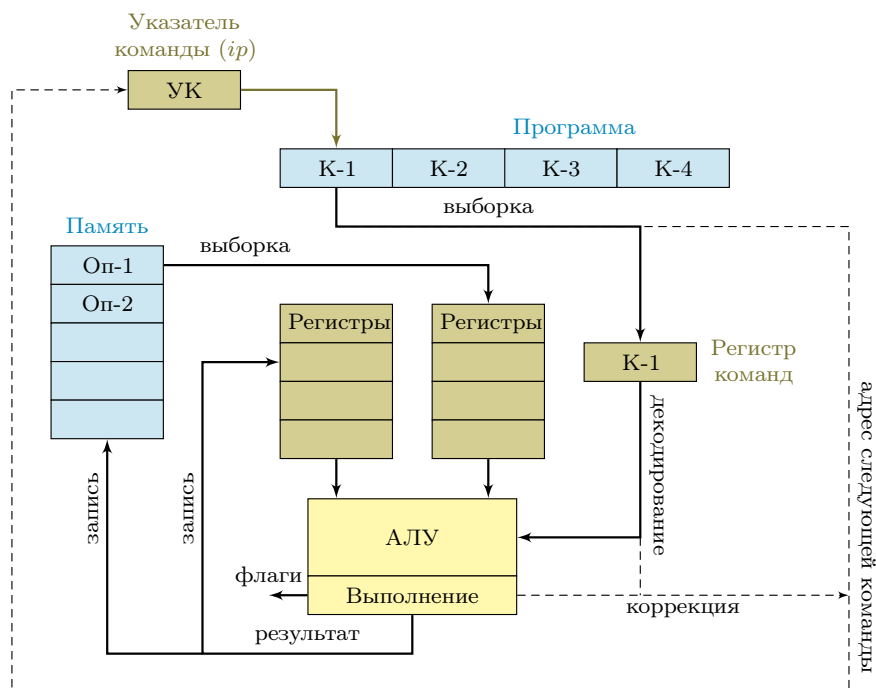 Указатель
команды (ip)
УК
Программа
К-1
К-2
К-3
К-4
выборка
Память
выборка
Оп-1
Оп-2
Регистры
Регистры
К-1
Регистр
команд
декодирование
адрес следующей команды
запись
запись
АЛУ
флаги
Выполнение
коррекция
результат